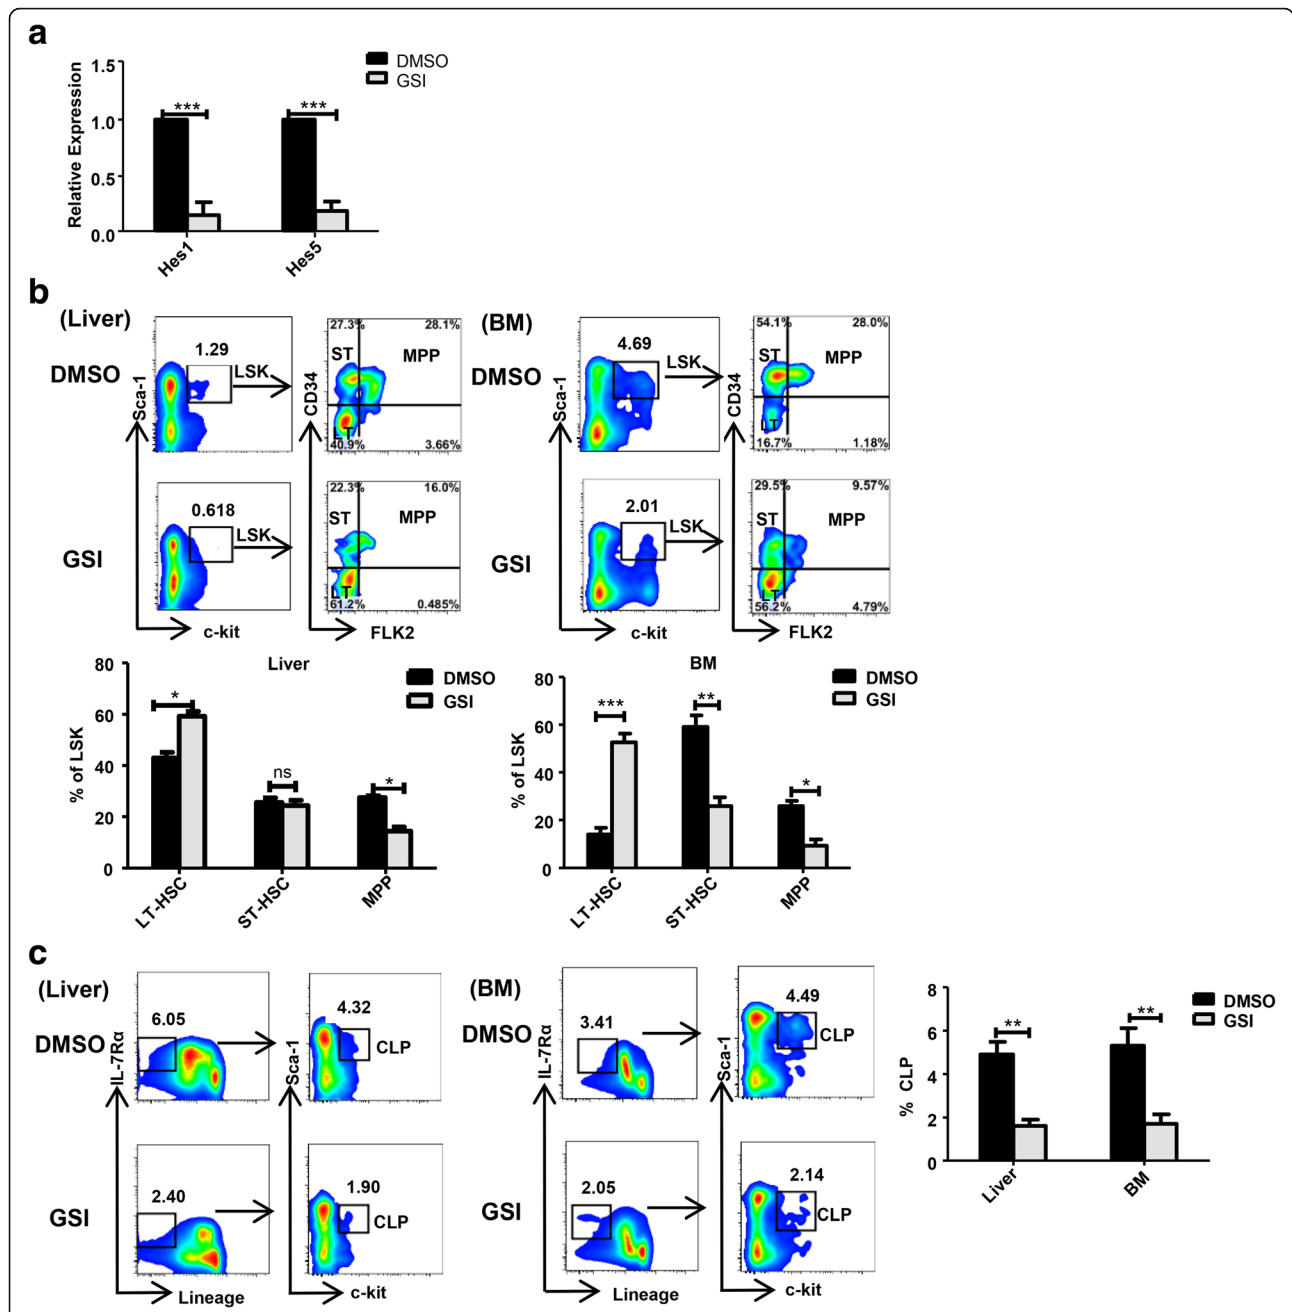 a
DMSO
GSI
1.5
1.0
0.5
0.0
Relative Expression
***
***
Hes1
Hes5
b
(Liver)
DMSO
Sca-1
1.29
LSK
CD34
27.3%
28.1%
ST
MPP
LT
40.9%
3.66%
GSI
0.618
LSK
22.3%
16.0%
ST
MPP
LT
61.2%
0.485%
c-kit
FLK2
(BM)
DMSO
Sca-1
4.69
LSK
CD34
54.1%
28.0%
ST
MPP
LT
16.7%
1.18%
GSI
2.01
LSK
29.5%
9.57%
ST
MPP
LT
56.2%
4.79%
c-kit
FLK2
Liver
DMSO
GSI
80
60
40
20
0
% of LSK
*
ns
*
LT-HSC
ST-HSC
MPP
BM
DMSO
GSI
80
60
40
20
0
% of LSK
***
**
*
LT-HSC
ST-HSC
MPP
c
(Liver)
DMSO
IL-7Rα
6.05
Sca-1
4.32
CLP
GSI
2.40
1.90
CLP
Lineage
c-kit
(BM)
DMSO
IL-7Rα
3.41
Sca-1
4.49
CLP
GSI
2.05
2.14
CLP
Lineage
c-kit
DMSO
GSI
8
6
4
2
0
% CLP
**
**
Liver
BM